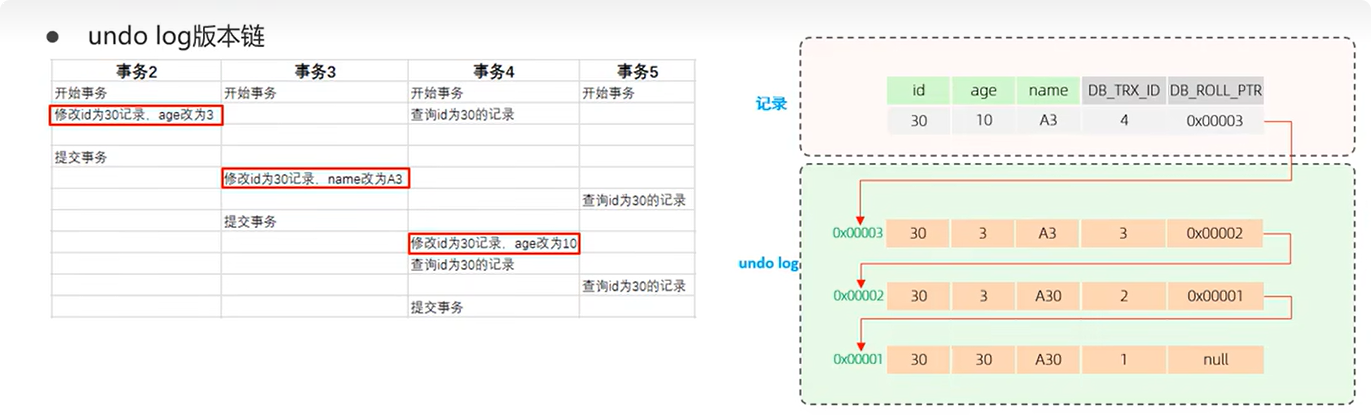 ● undo log版本链
事务2 事务3 事务4 事务5
开始事务 开始事务 开始事务 开始事务
修改id为30记录，age改为3 查询id为30的记录
提交事务
修改id为30记录，name改为A3
查询id为30的记录
提交事务
修改id为30记录，age改为10
查询id为30的记录
查询id为30的记录
提交事务
记录
id age name DB_TRX_ID DB_ROLL_PTR
30 10 A3 4 0x00003
undo log
0x00003 30 3 A3 3 0x00002
0x00002 30 3 A30 2 0x00001
0x00001 30 30 A30 1 null